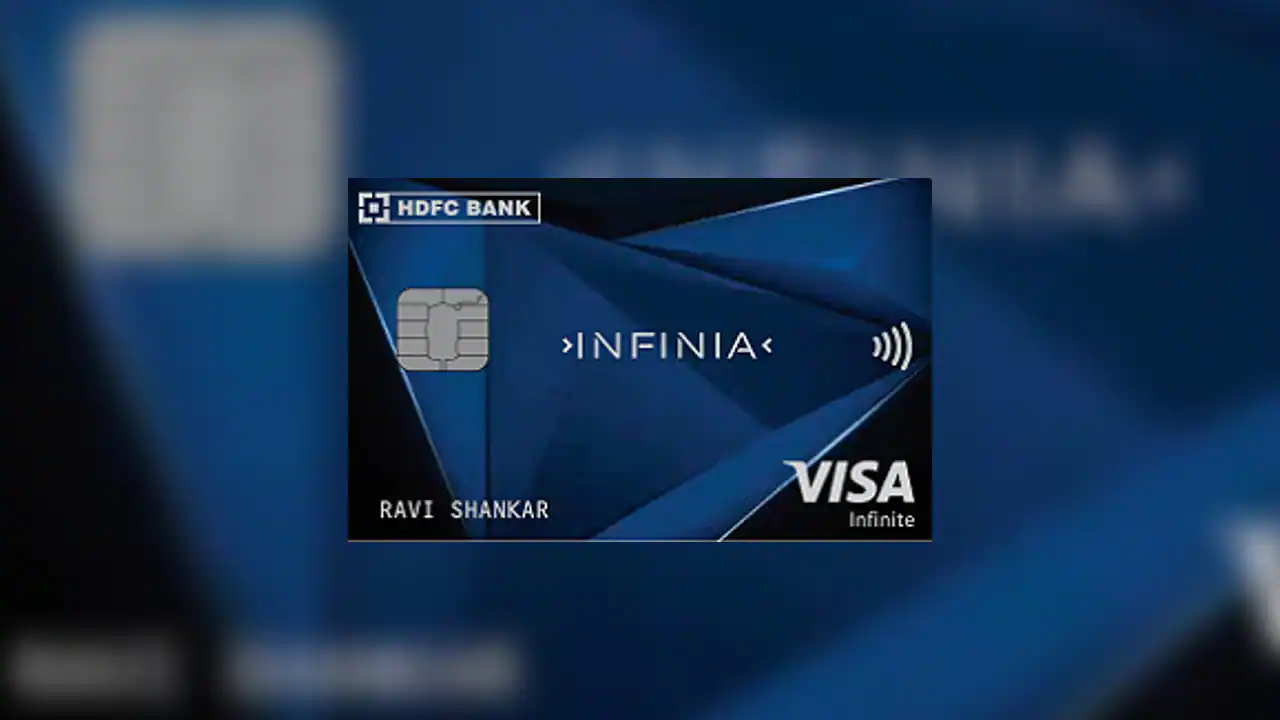 HDFC BANK
›INFINIA‹
RAVI SHANKAR
VISA
Infinite